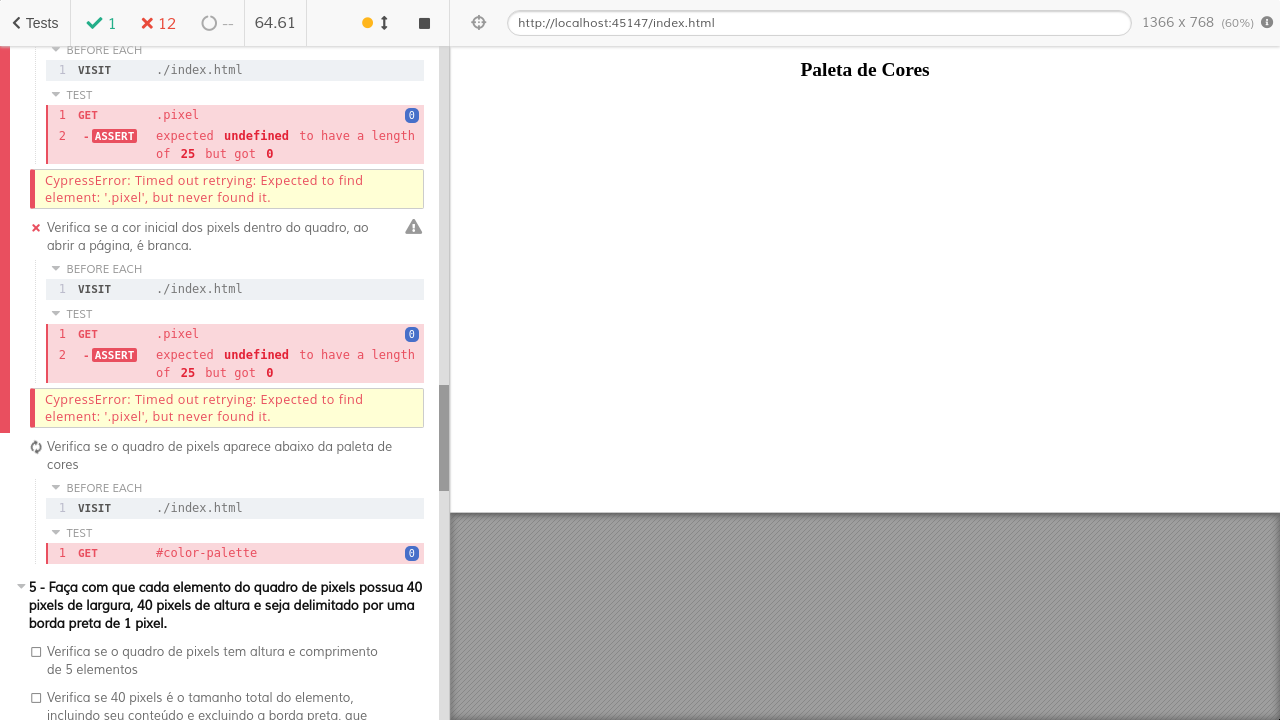 Tests 1 12 -- 64.61 http://localhost:45147/index.html 1366 x 768 (60%)
BEFORE EACH
1 VISIT ./index.html
TEST
1 GET .pixel 0
2 -ASSERT expected undefined to have a length
of 25 but got 0
CypressError: Timed out retrying: Expected to find
element: '.pixel', but never found it.
Verifica se a cor inicial dos pixels dentro do quadro, ao
abrir a página, é branca.
BEFORE EACH
1 VISIT ./index.html
TEST
1 GET .pixel 0
2 -ASSERT expected undefined to have a length
of 25 but got 0
CypressError: Timed out retrying: Expected to find
element: '.pixel', but never found it.
Verifica se o quadro de pixels aparece abaixo da paleta de
cores
BEFORE EACH
1 VISIT ./index.html
TEST
1 GET #color-palette 0
5 - Faça com que cada elemento do quadro de pixels possua 40
pixels de largura, 40 pixels de altura e seja delimitado por uma
borda preta de 1 pixel.
Verifica se o quadro de pixels tem altura e comprimento
de 5 elementos
Verifica se 40 pixels é o tamanho total do elemento,
incluindo seu conteúdo e excluindo a borda preta, que
Paleta de Cores